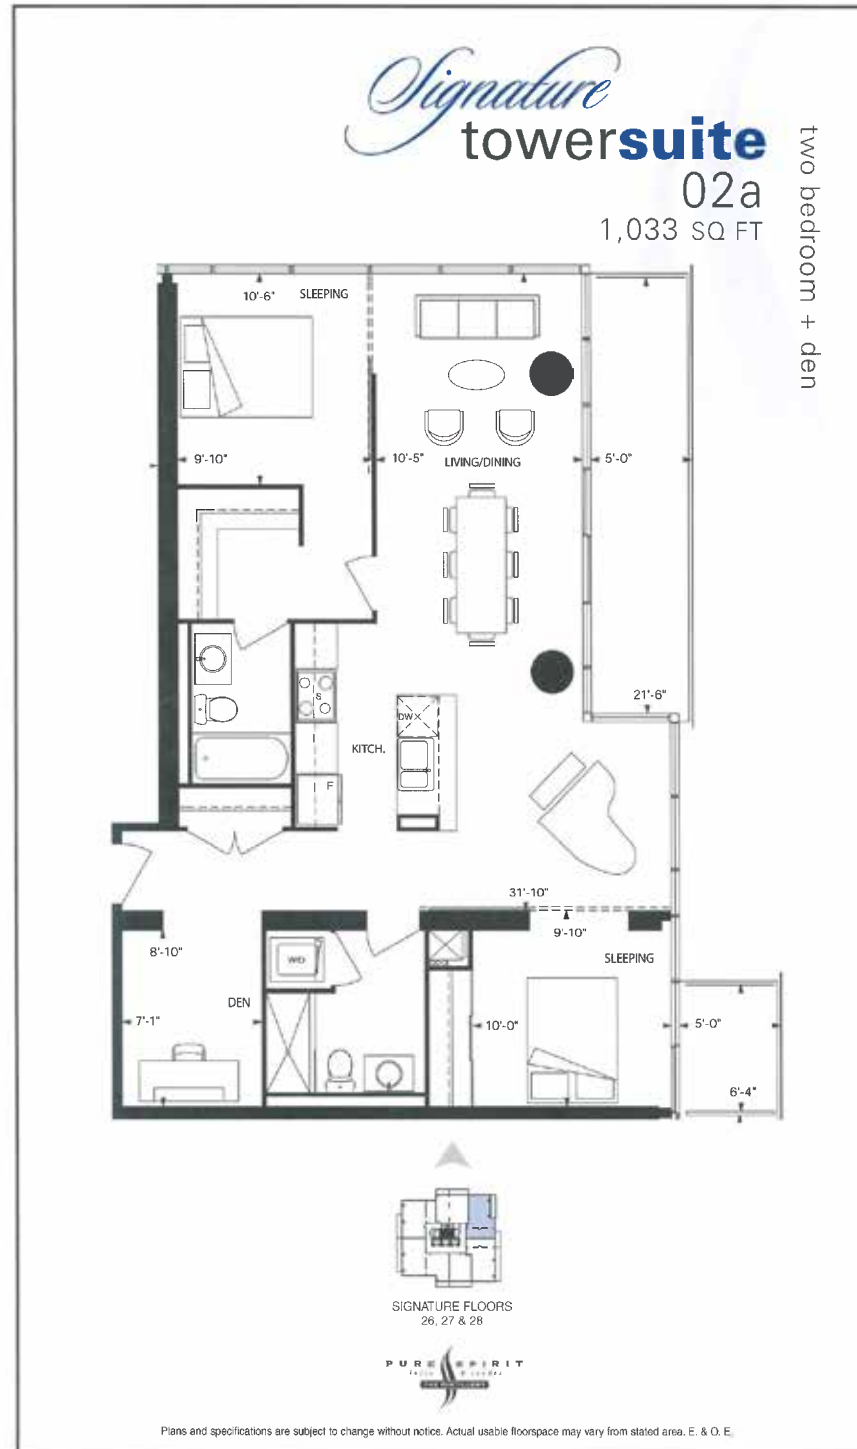 Signature
towersuite
02a
1,033 SQ FT
two bedroom + den
10'-6" SLEEPING
9'-10" 10'-5" LIVING/DINING 5'-0"
21'-6"
S
DW
KITCH.
F
31'-10"
8'-10" 9'-10"
W/D SLEEPING
DEN
7'-1" 10'-0" 5'-0"
6'-4"
SIGNATURE FLOORS
26, 27 & 28
PURE SPIRIT
Plans and specifications are subject to change without notice. Actual usable floorspace may vary from stated area. E. & O. E.